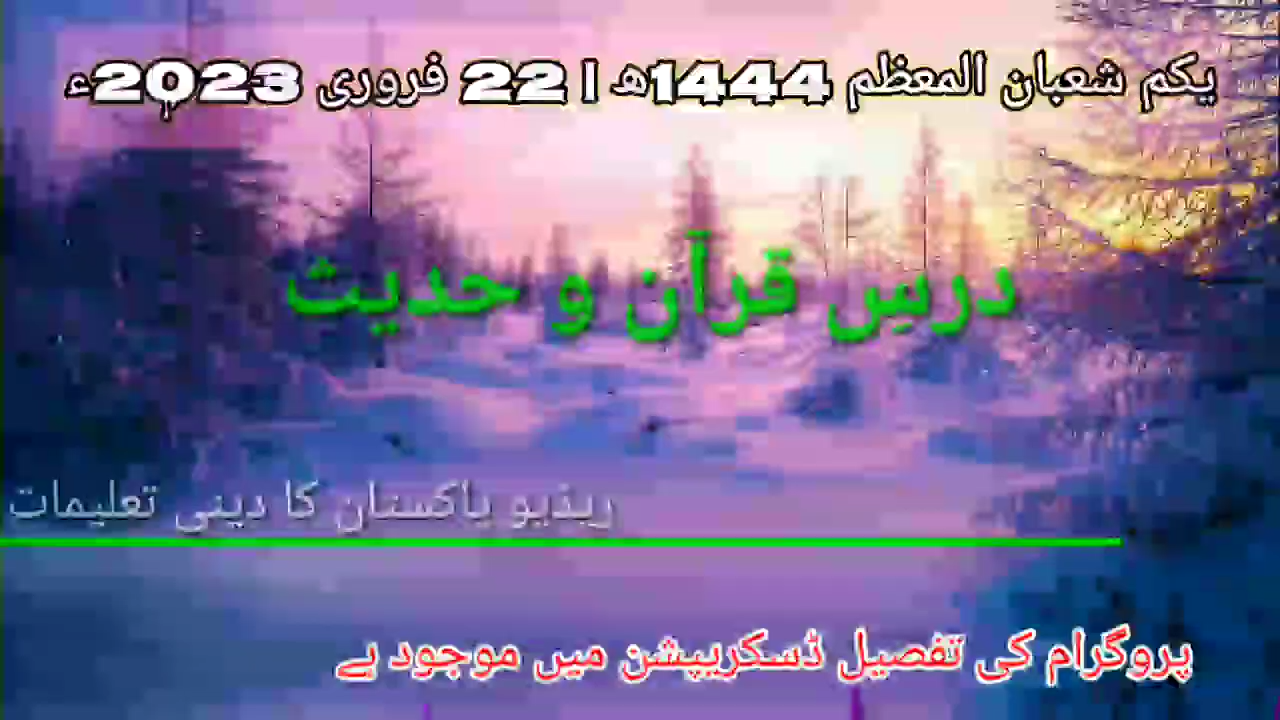 یکم شعبان المعظم 1444ھ | 22 فروری 2023ء
درسِ قرآن و حدیث
ریڈیو پاکستان کا دینی تعلیمات
پروگرام کی تفصیل ڈسکریپشن میں موجود ہے